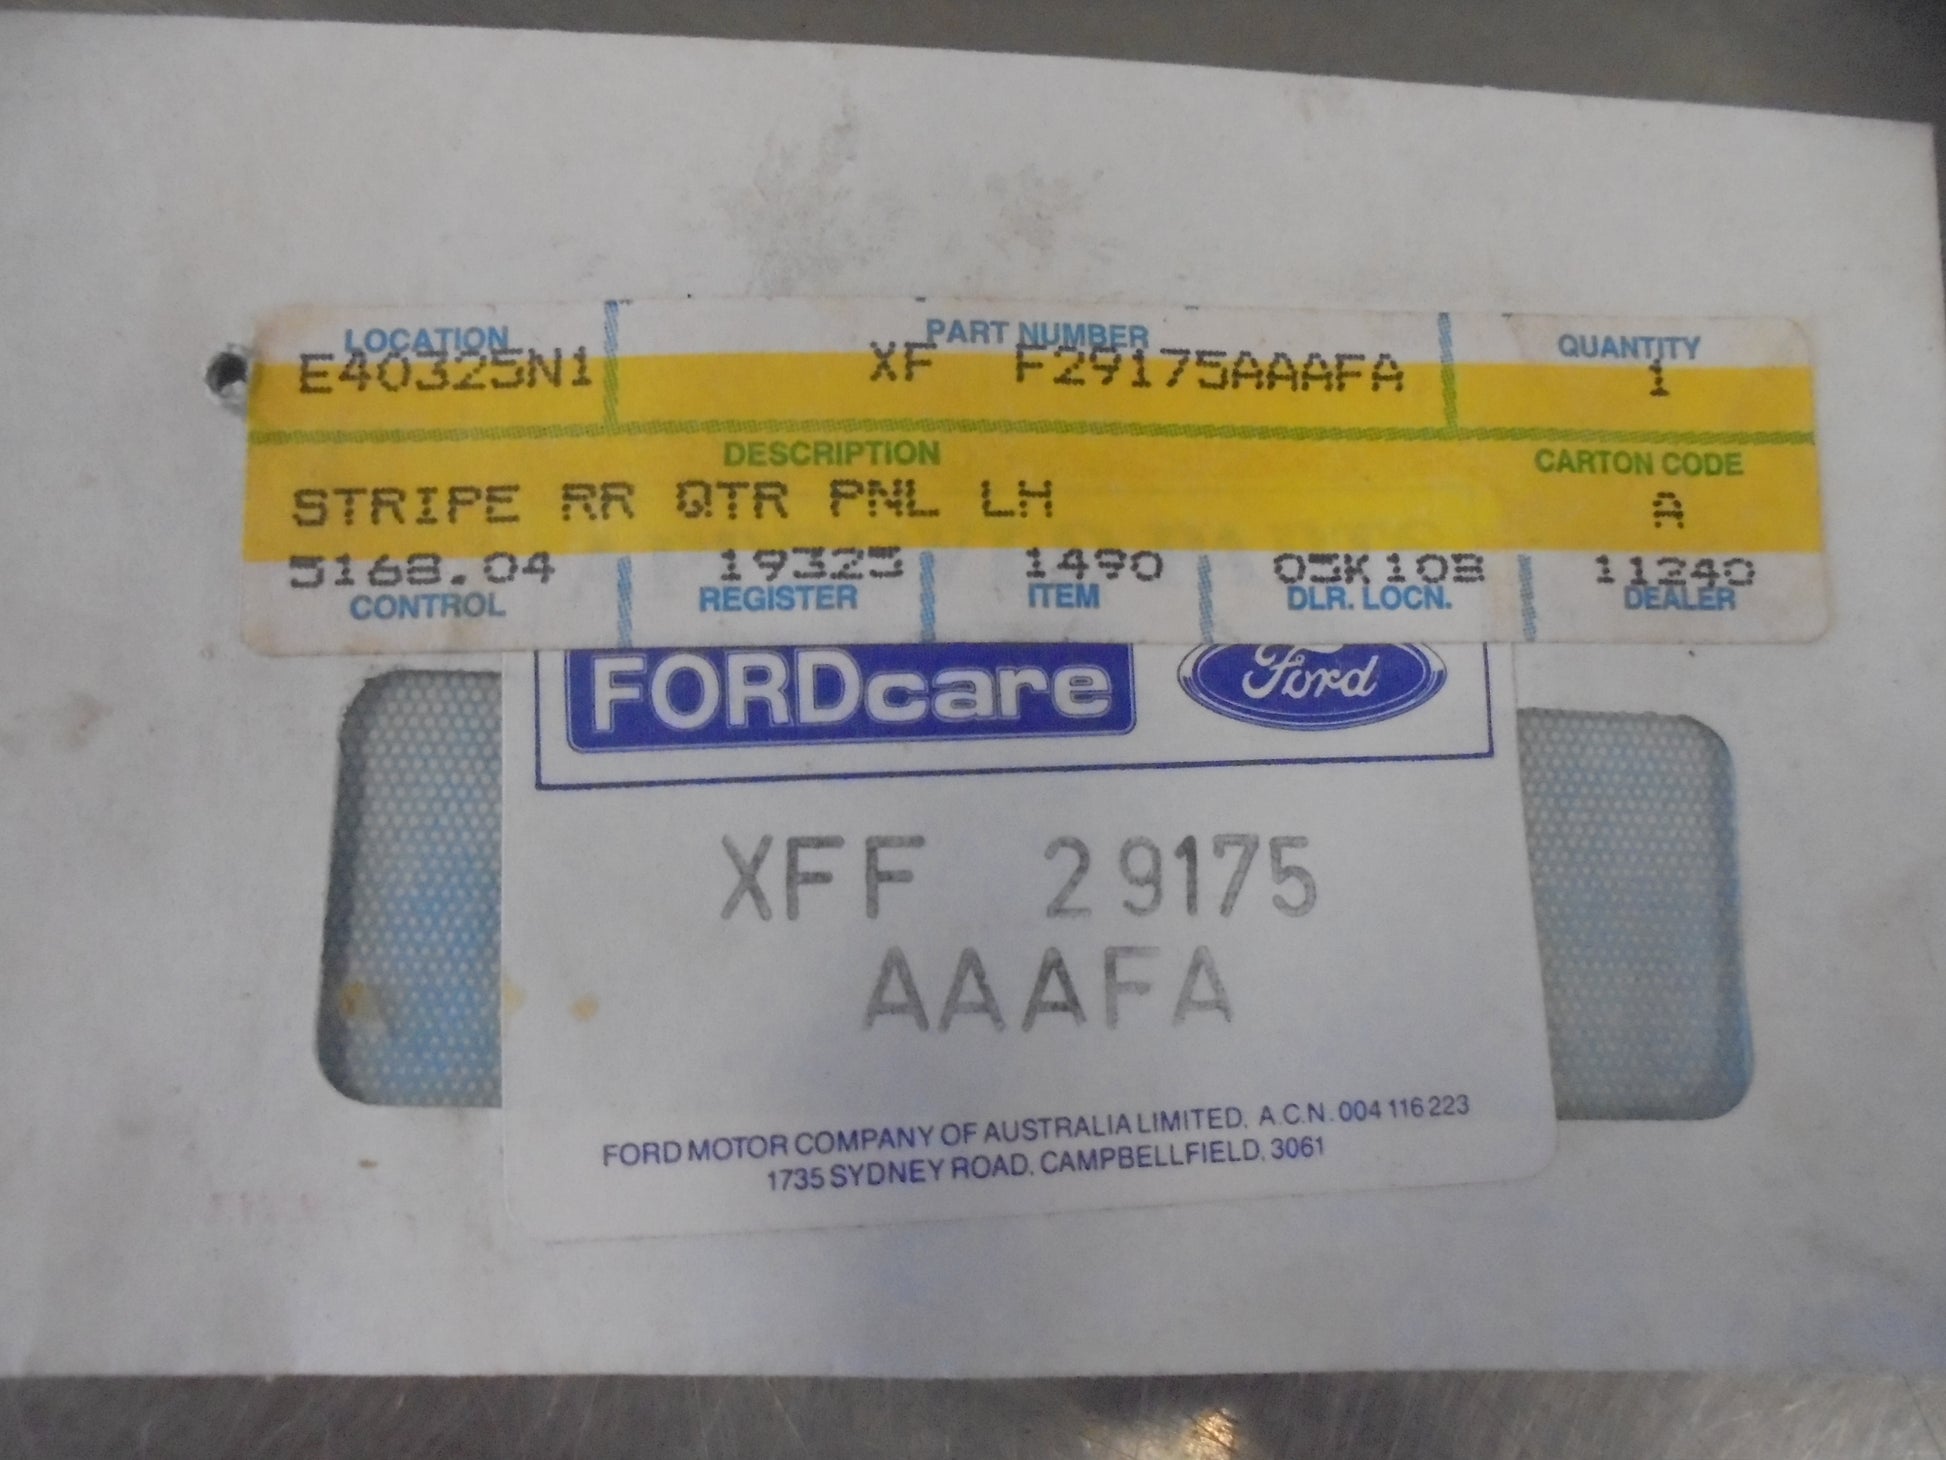 LOCATION PART NUMBER QUANTITY
E40325N1 XF F29175AAAFA 1
DESCRIPTION CARTON CODE
STRIPE RR QTR PNL LH A
5168.04 19325 1490 05K10B 11240
CONTROL REGISTER ITEM DLR. LOCN. DEALER
FORDcare Ford
XFF 29175
AAAFA
FORD MOTOR COMPANY OF AUSTRALIA LIMITED, A.C.N. 004 116 223
1735 SYDNEY ROAD, CAMPBELLFIELD, 3061